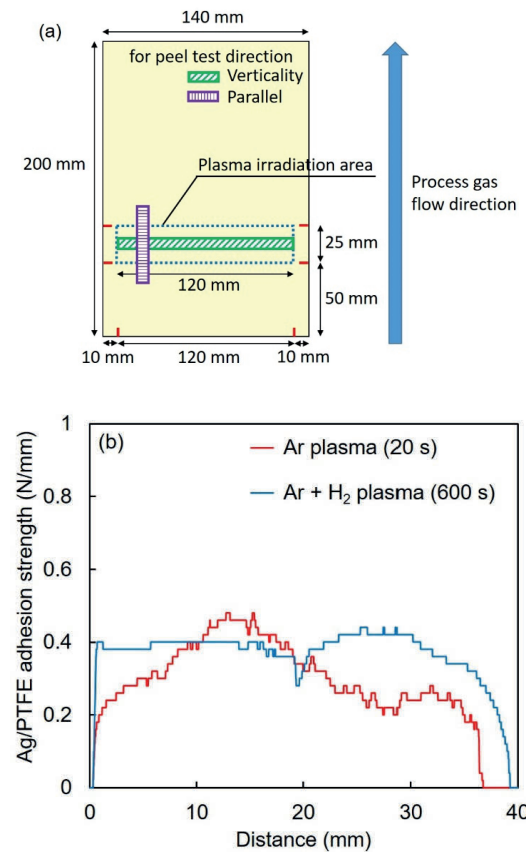 (a)
140 mm
for peel test direction
Verticality
Parallel
200 mm
Plasma irradiation area
Process gas
flow direction
25 mm
120 mm
50 mm
10 mm
120 mm
10 mm
(b)
Ar plasma (20 s)
Ar + H₂ plasma (600 s)
Ag/PTFE adhesion strength (N/mm)
1
0.8
0.6
0.4
0.2
0
0
10
20
30
40
Distance (mm)